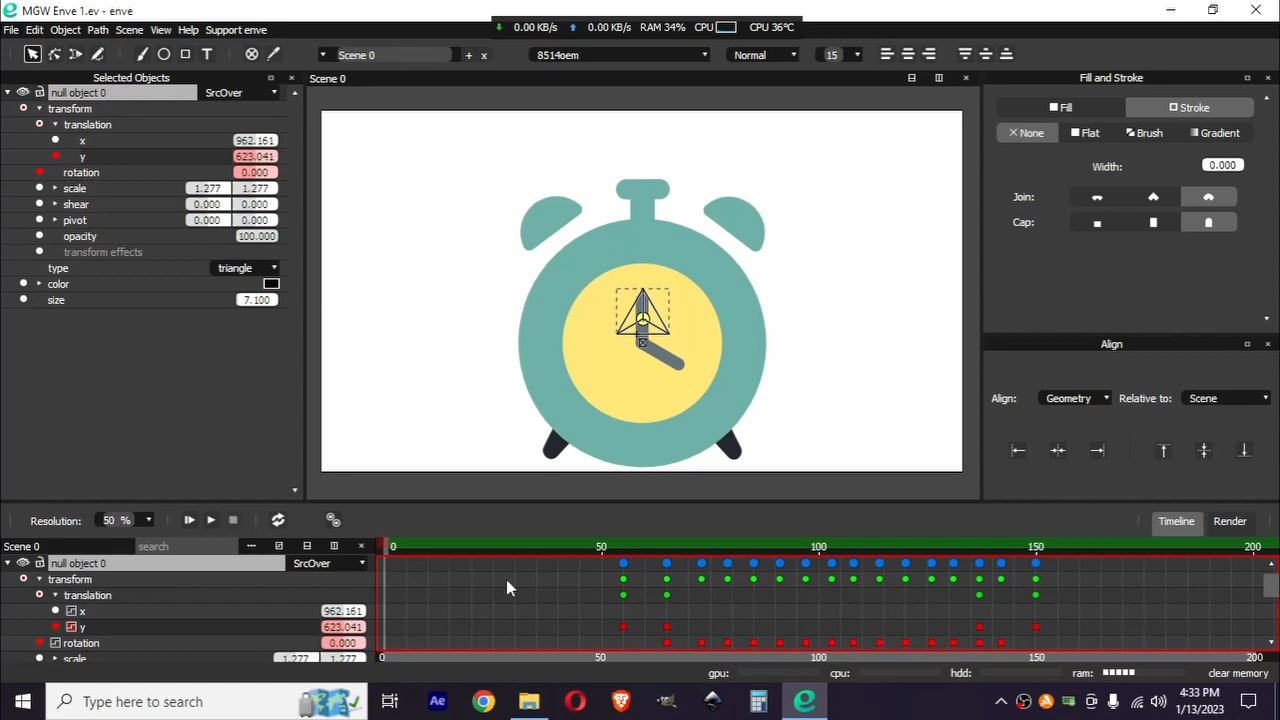 MGW Enve 1.ev - enve
0.00 KB/s 0.00 KB/s RAM 34% CPU CPU 36°C
File Edit Object Path Scene View Help Support enve
Scene 0 + x 8514oem Normal 15
Selected Objects
null object 0 SrcOver
transform
translation
x 962.161
y 623.041
rotation 0.000
scale 1.277 1.277
shear 0.000 0.000
pivot 0.000 0.000
opacity 100.000
transform effects
type triangle
color
size 7.100
Scene 0
Fill and Stroke
Fill Stroke
None Flat Brush Gradient
Width: 0.000
Join:
Cap:
Align
Align: Geometry Relative to: Scene
Resolution: 50 % Timeline Render
Scene 0 search 0 50 100 150 200
null object 0 SrcOver
transform
translation
x 962.161
y 623.041
rotation 0.000
scale 0 50 100 150 200
gpu: cpu: hdd: ram: clear memory
Type here to search
Ae
4:33 PM
1/13/2023